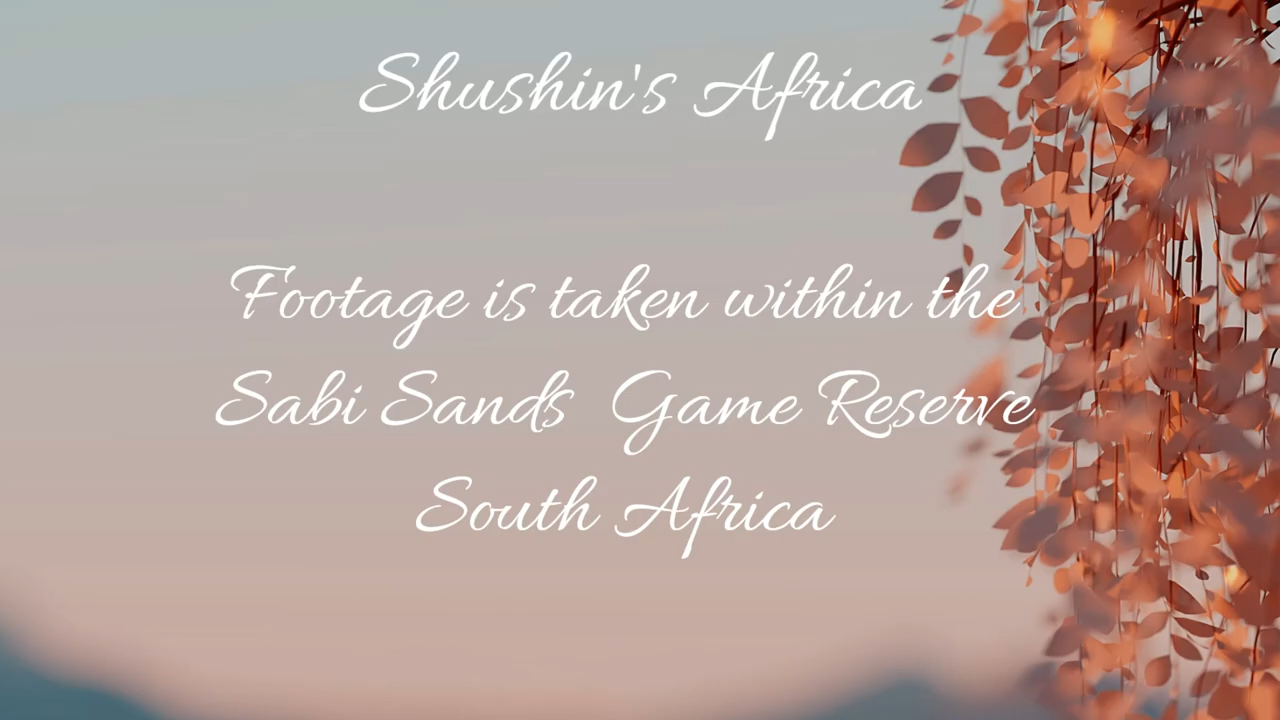 Shushin's Africa
Footage is taken within the
Sabi Sands Game Reserve
South Africa